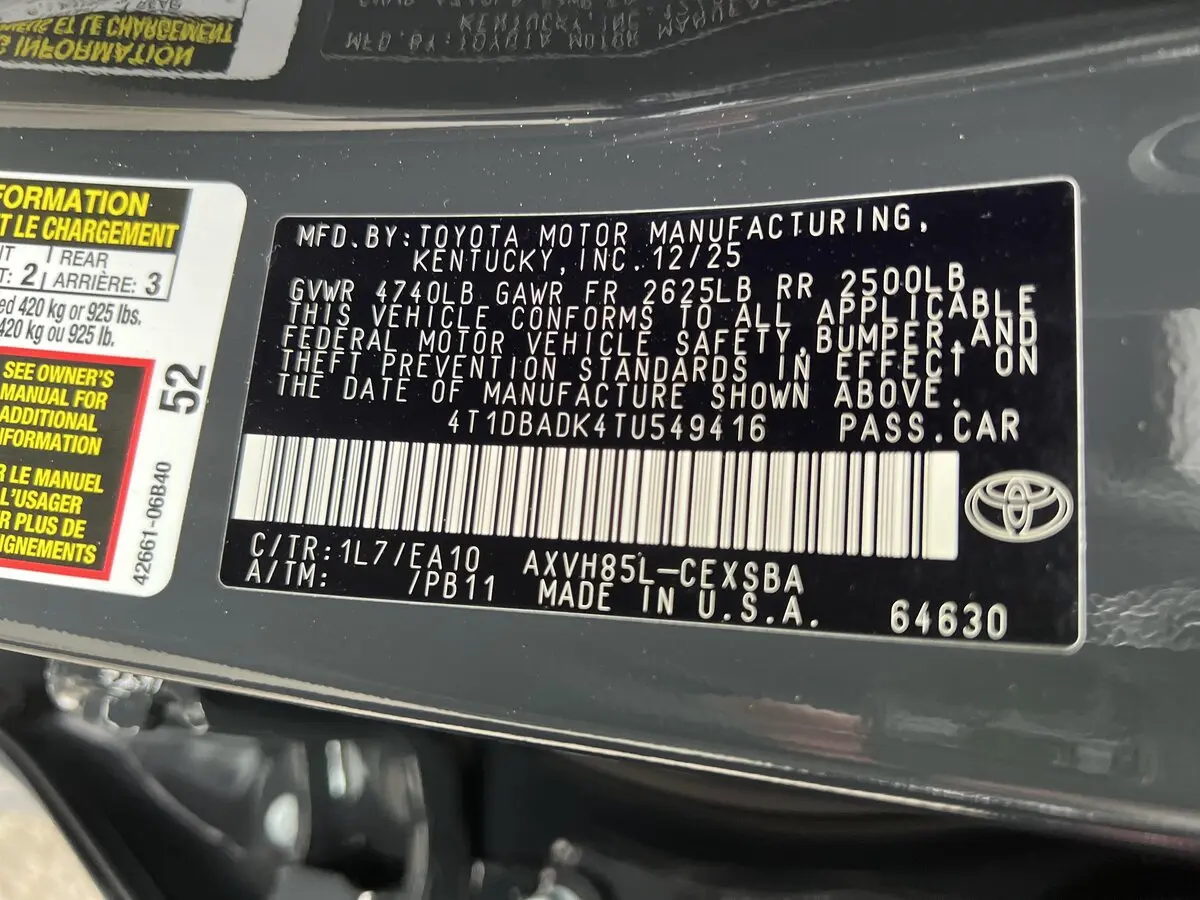 FORMATION
T LE CHARGEMENT
REAR
T: 2 ARRIÈRE: 3
ed 420 kg or 925 lbs.
420 kg ou 925 lb.
SEE OWNER'S
MANUAL FOR
ADDITIONAL
NFORMATION
R LE MANUEL
L'USAGER
R PLUS DE
IGNEMENTS
52
42661-06B40
MFD.BY:TOYOTA MOTOR MANUFACTURING,
KENTUCKY,INC.12/25
GVWR 4740LB GAWR FR 2625LB RR 2500LB
THIS VEHICLE CONFORMS TO ALL APPLICABLE
FEDERAL MOTOR VEHICLE SAFETY,BUMPER,AND
THEFT PREVENTION STANDARDS IN EFFECT ON
THE DATE OF MANUFACTURE SHOWN ABOVE.
4T1DBADK4TU549416 PASS.CAR
C/TR:1L7/EA10 AXVH85L-CEXSBA
A/TM: /PB11 MADE IN U.S.A. 64630